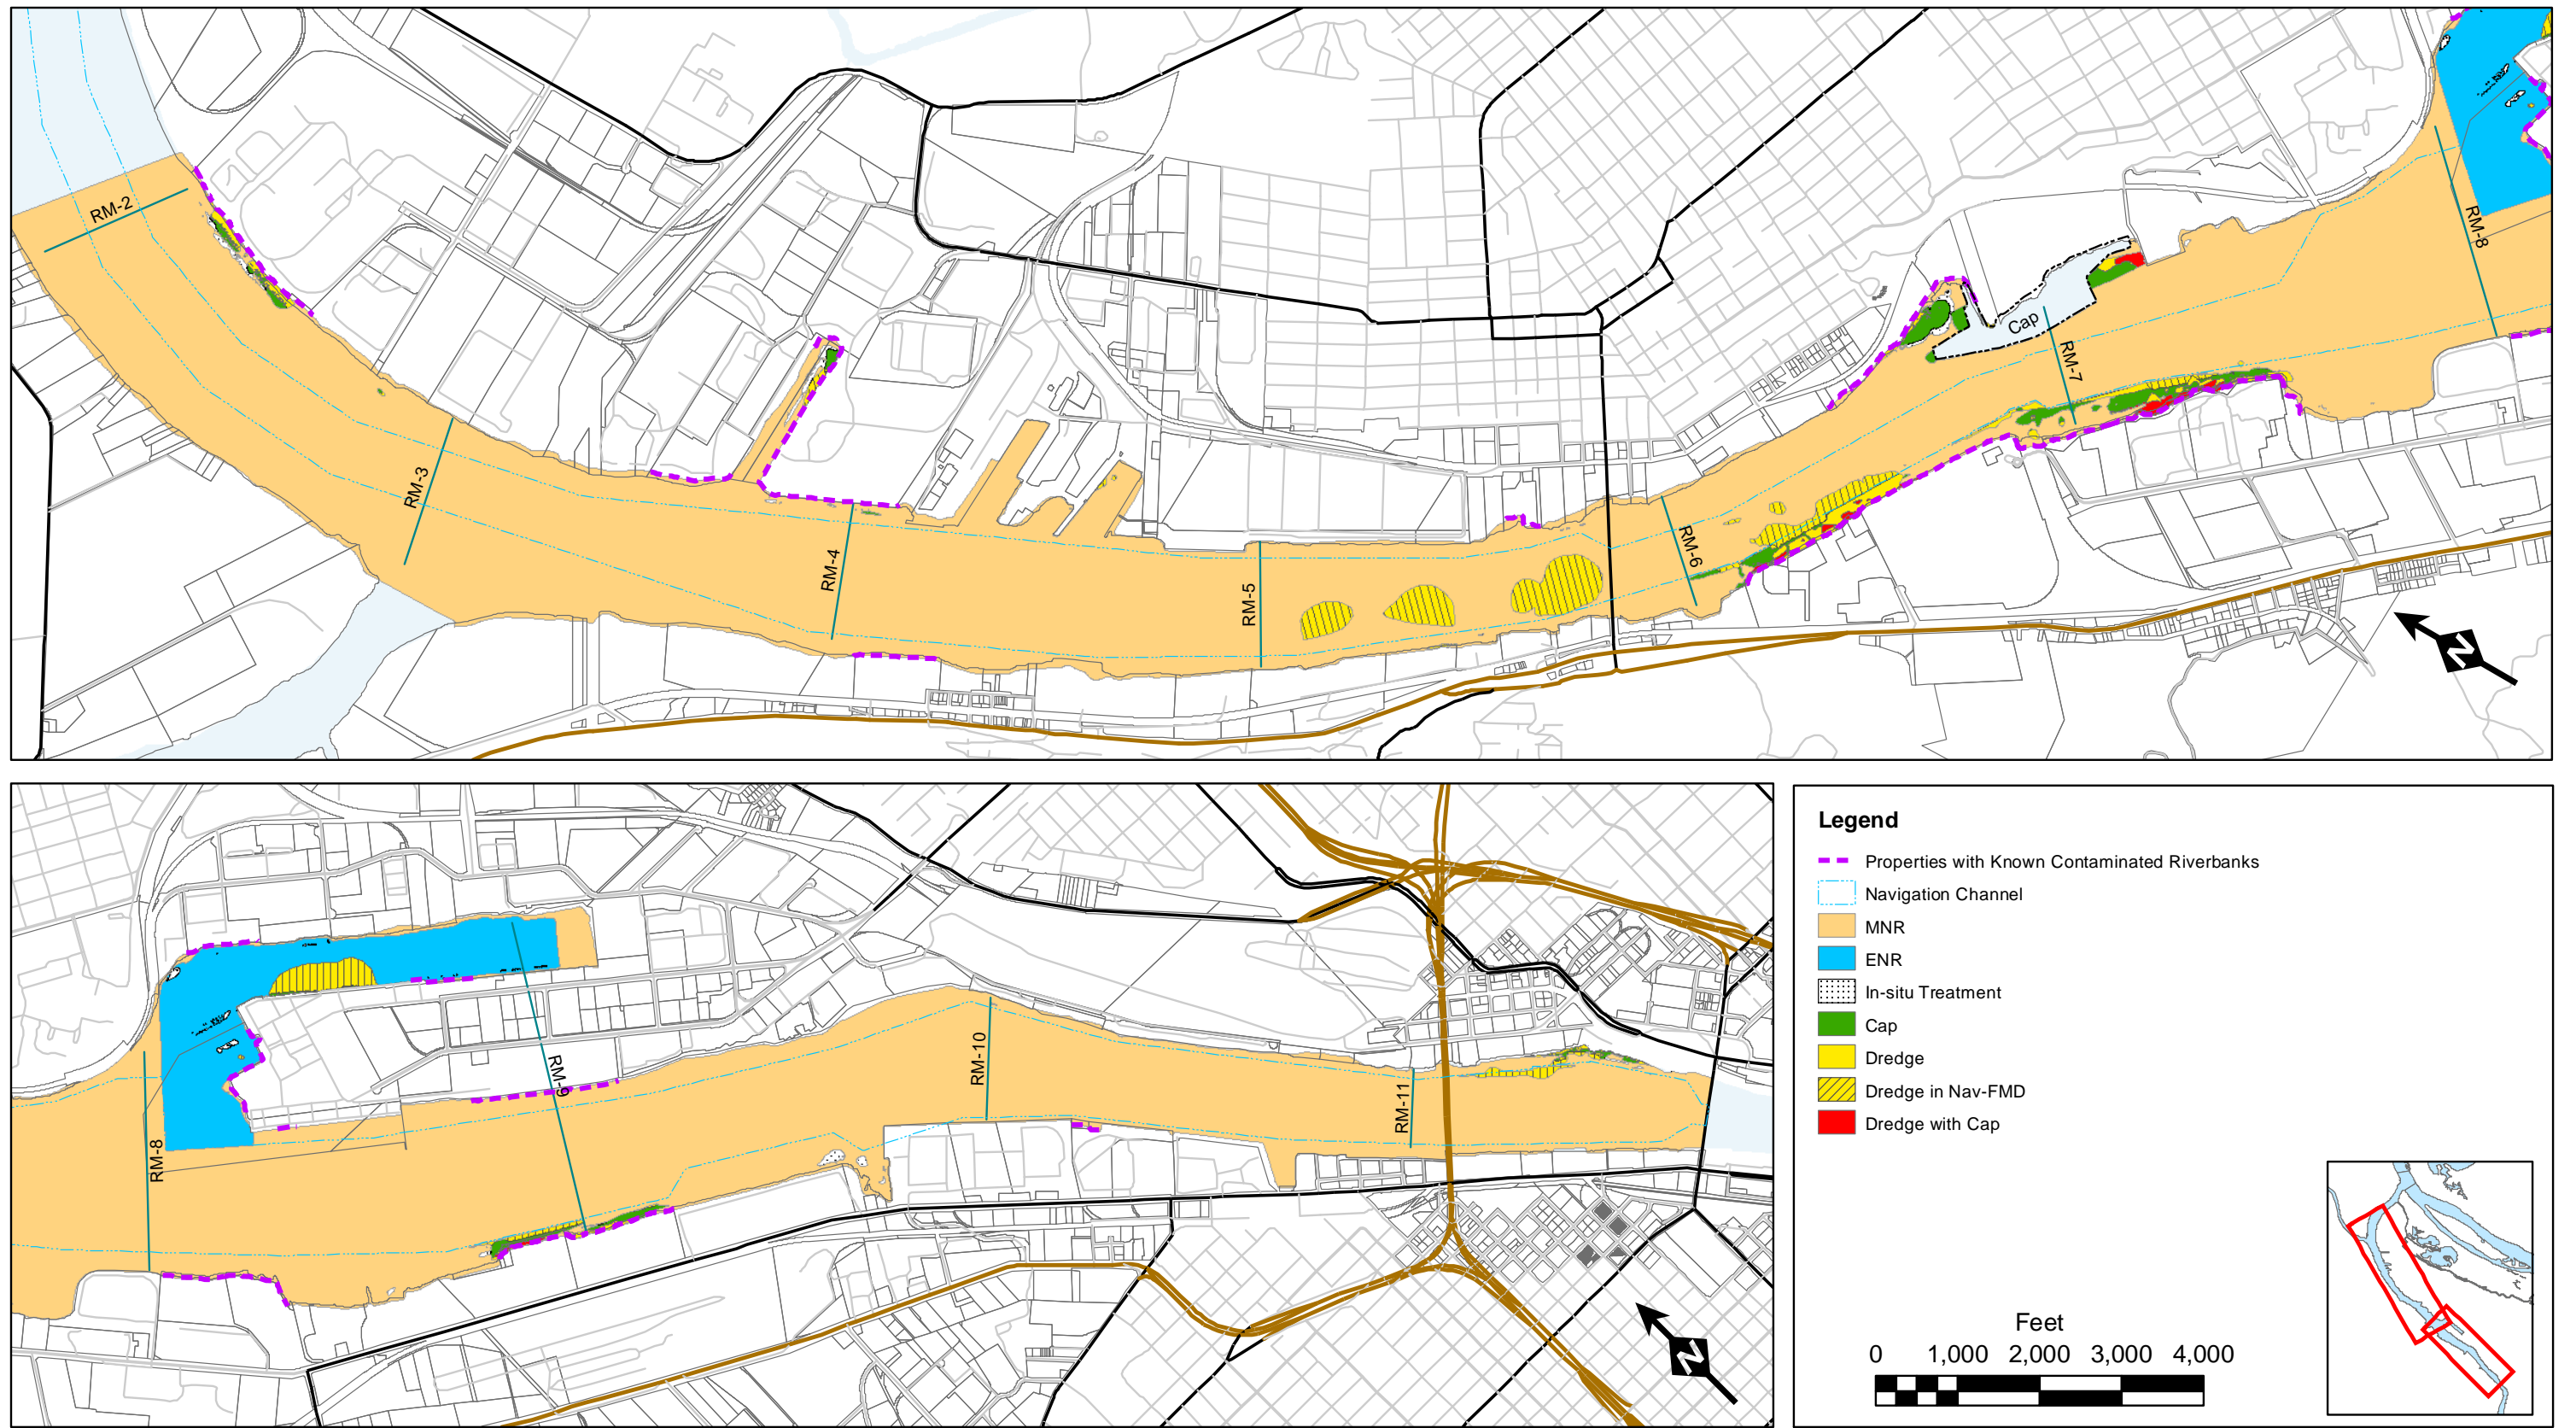 RM-2
RM-3
RM-4
RM-5
RM-6
Cap
RM-7
RM-8
N
RM-8
RM-9
RM-10
RM-11
N
Legend
Properties with Known Contaminated Riverbanks
Navigation Channel
MNR
ENR
In-situ Treatment
Cap
Dredge
Dredge in Nav-FMD
Dredge with Cap
Feet
0 1,000 2,000 3,000 4,000